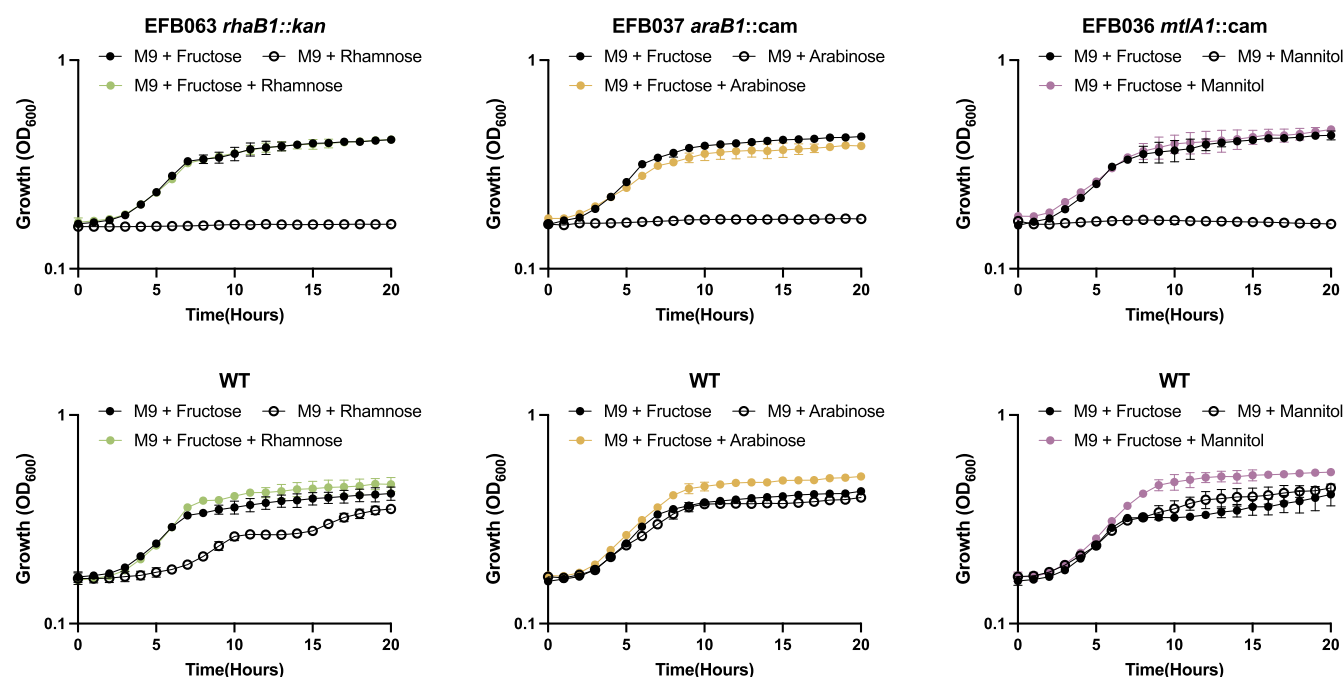 EFB063 rhaB1::kan
M9 + Fructose M9 + Rhamnose
M9 + Fructose + Rhamnose
1
0.1
Growth (OD600)
0 5 10 15 20
Time(Hours)
EFB037 araB1::cam
M9 + Fructose M9 + Arabinose
M9 + Fructose + Arabinose
1
0.1
Growth (OD600)
0 5 10 15 20
Time(Hours)
EFB036 mtlA1::cam
M9 + Fructose M9 + Mannitol
M9 + Fructose + Mannitol
1
0.1
Growth (OD600)
0 5 10 15 20
Time(Hours)
WT
M9 + Fructose M9 + Rhamnose
M9 + Fructose + Rhamnose
1
0.1
Growth (OD600)
0 5 10 15 20
Time(Hours)
WT
M9 + Fructose M9 + Arabinose
M9 + Fructose + Arabinose
1
0.1
Growth (OD600)
0 5 10 15 20
Time(Hours)
WT
M9 + Fructose M9 + Mannitol
M9 + Fructose + Mannitol
1
0.1
Growth (OD600)
0 5 10 15 20
Time(Hours)